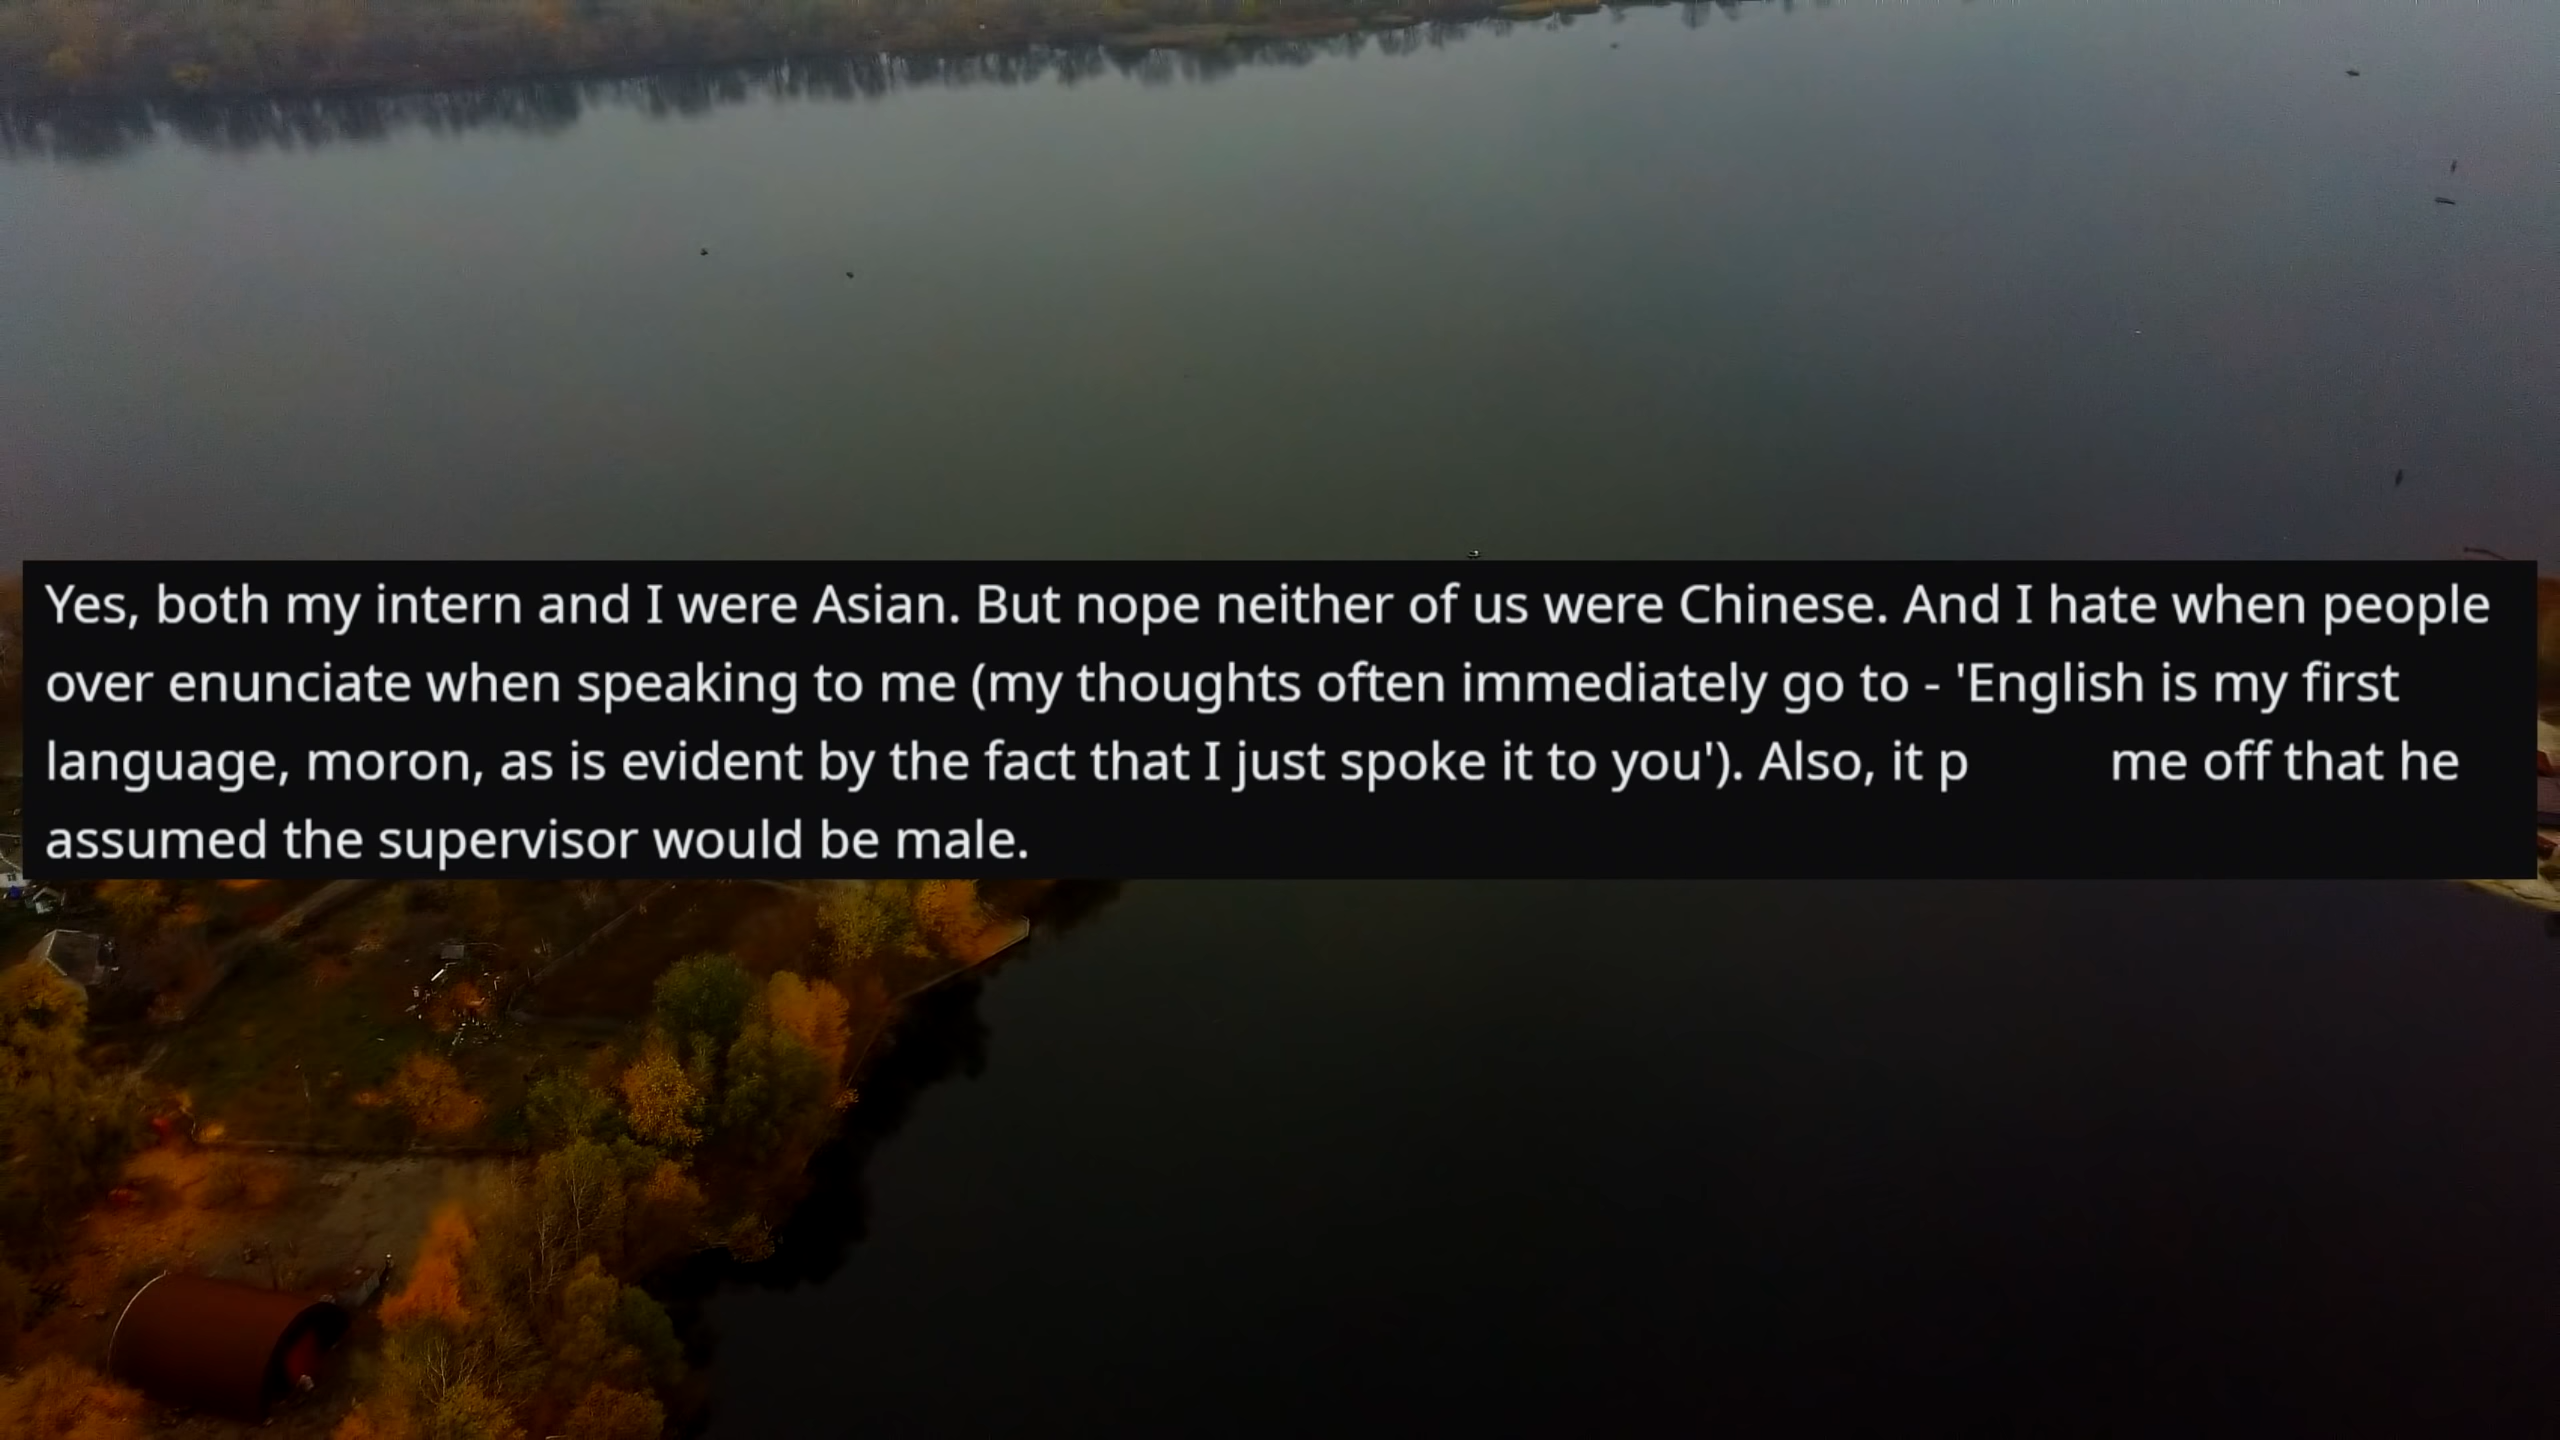 Yes, both my intern and I were Asian. But nope neither of us were Chinese. And I hate when people
over enunciate when speaking to me (my thoughts often immediately go to - 'English is my first
language, moron, as is evident by the fact that I just spoke it to you'). Also, it p me off that he
assumed the supervisor would be male.